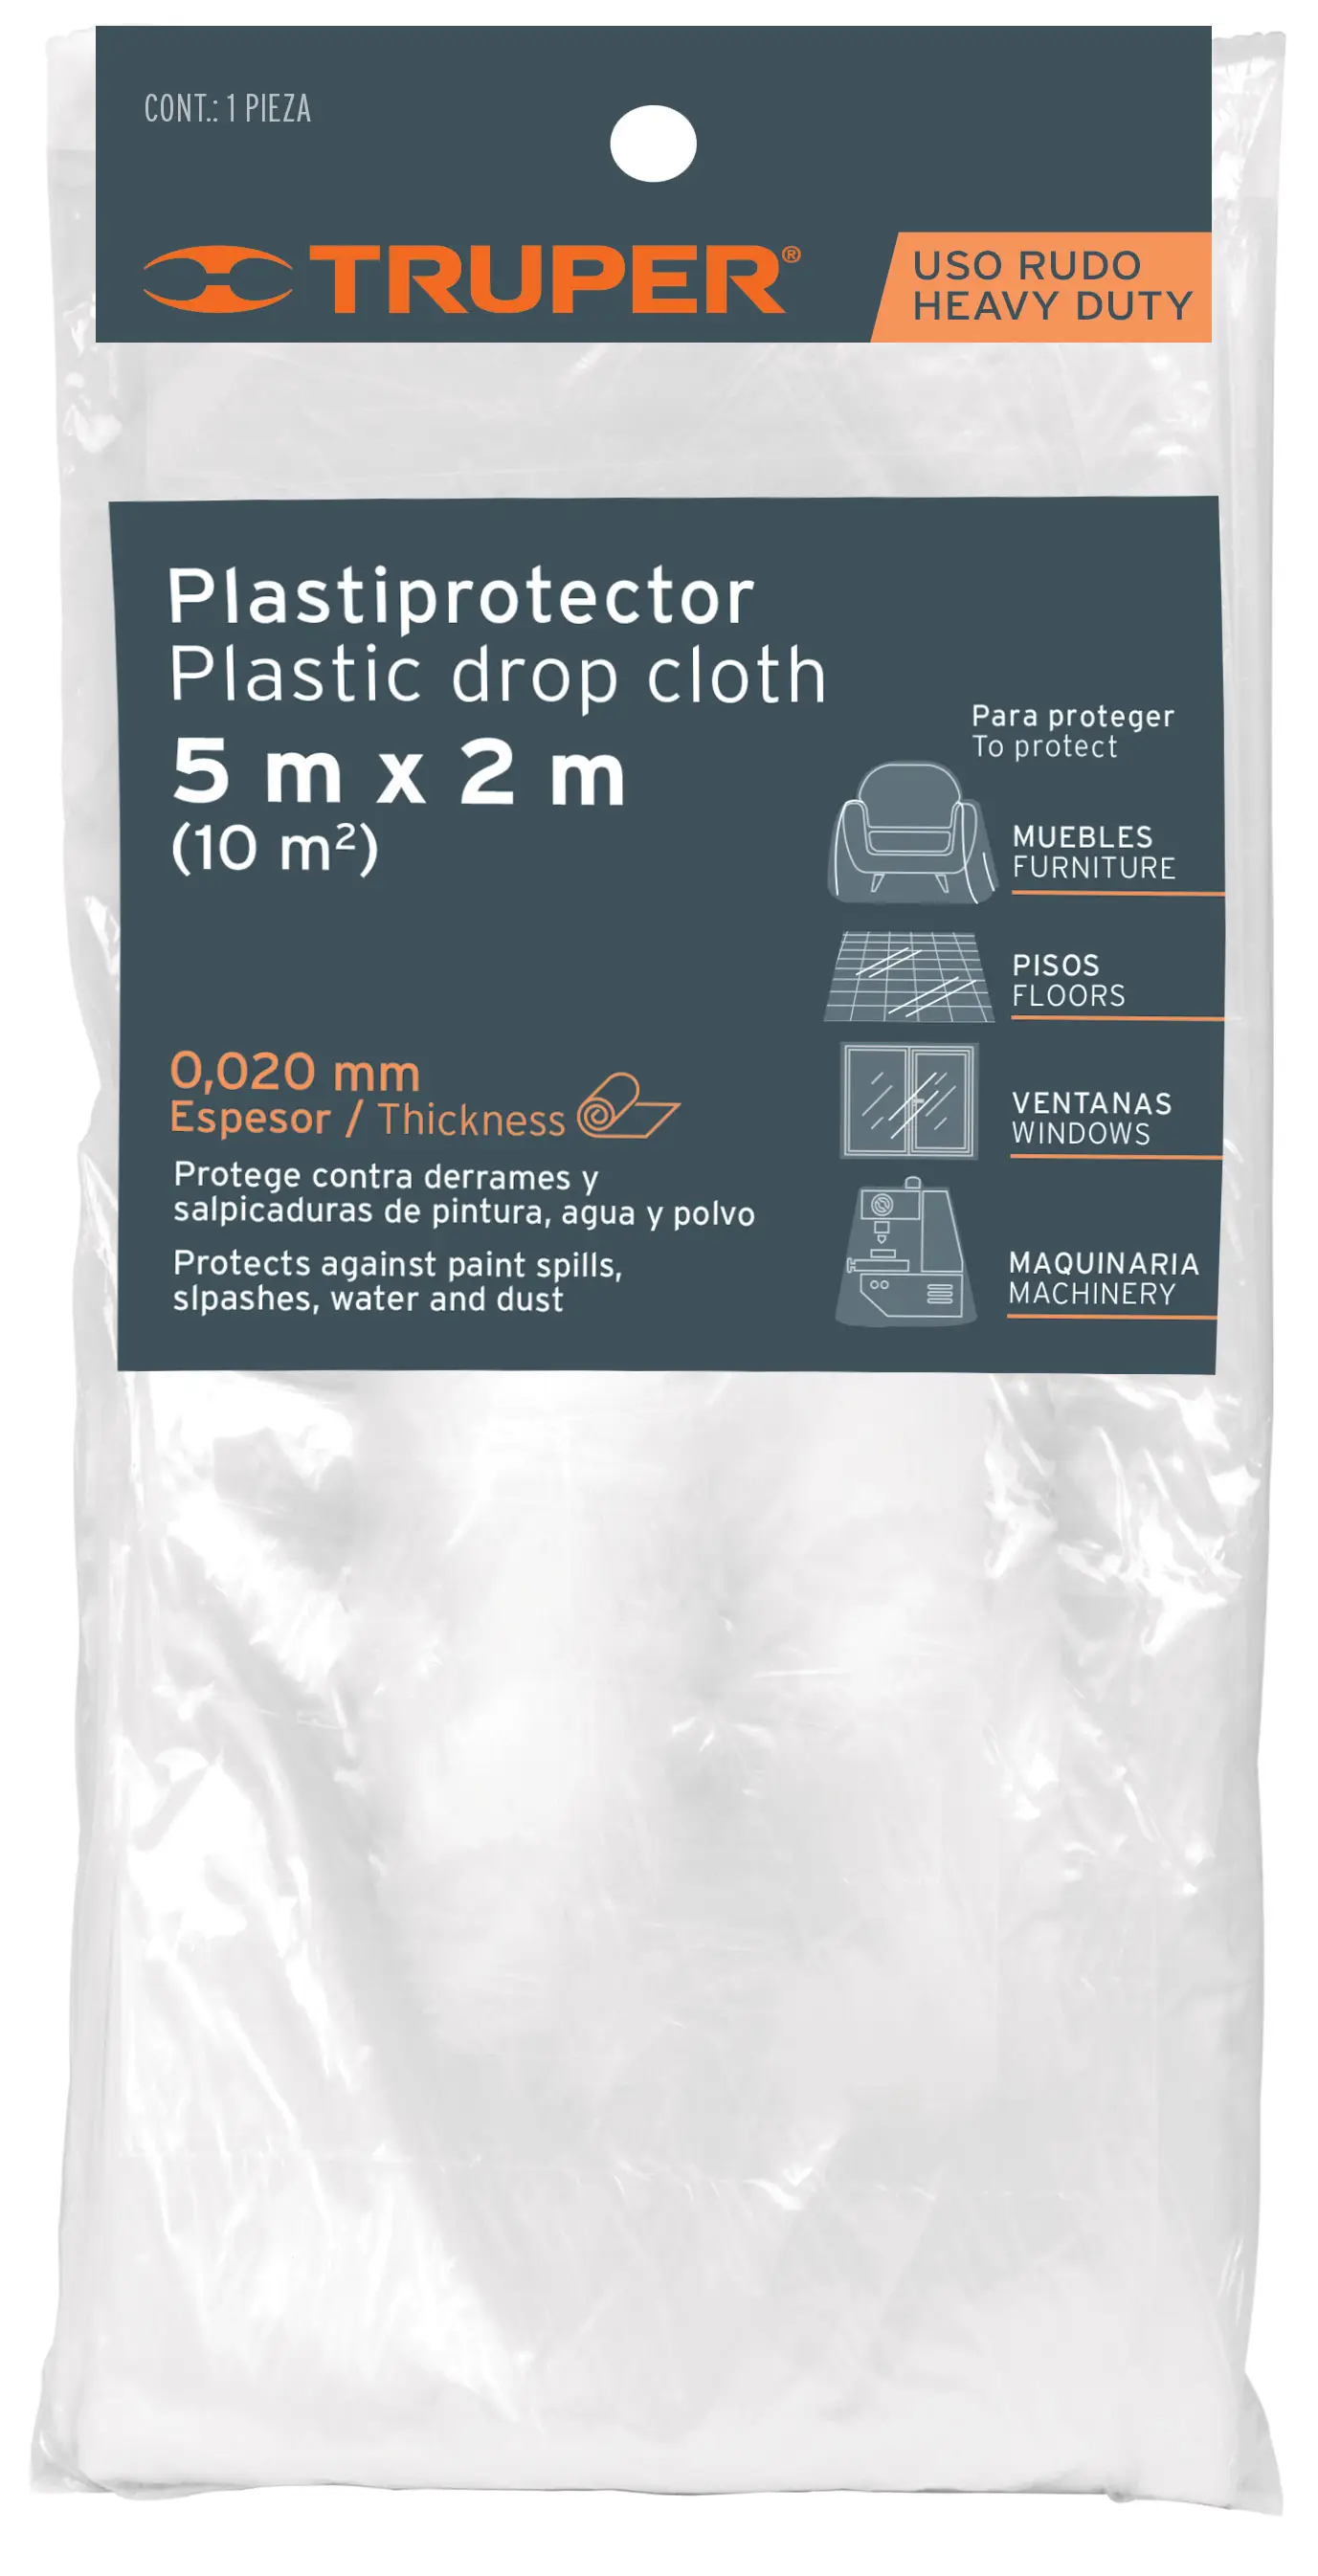 CONT.: 1 PIEZA
TRUPER®
USO RUDO
HEAVY DUTY
Plastiprotector
Plastic drop cloth
5 m x 2 m
(10 m²)
Para proteger
To protect
MUEBLES
FURNITURE
PISOS
FLOORS
VENTANAS
WINDOWS
MAQUINARIA
MACHINERY
0,020 mm
Espesor / Thickness
Protege contra derrames y
salpicaduras de pintura, agua y polvo
Protects against paint spills,
slpashes, water and dust